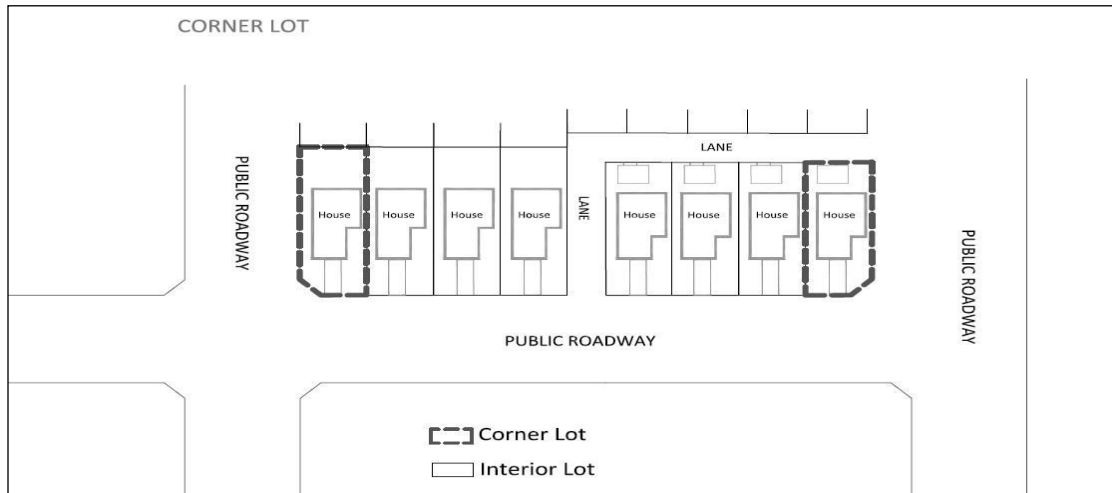 CORNER LOT
LANE
PUBLIC ROADWAY
House
House
House
House
LANE
House
House
House
House
PUBLIC ROADWAY
PUBLIC ROADWAY
Corner Lot
Interior Lot